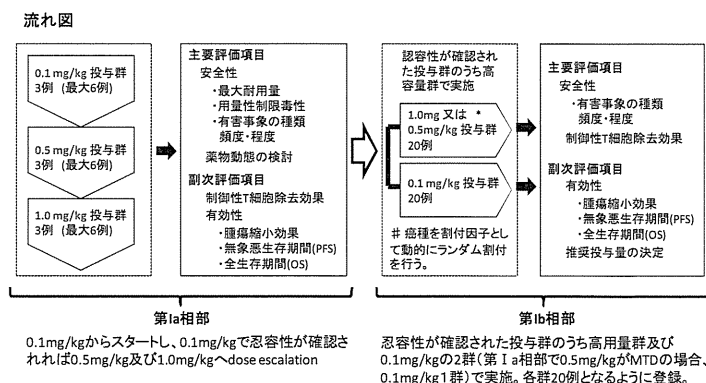 流れ図
0.1mg/kg 投与群
3例 (最大6例)
0.5 mg/kg 投与群
3例 (最大6例)
1.0 mg/kg 投与群
3例 (最大6例)
主要評価項目
安全性
・最大耐用量
・用量性制限毒性
・有害事象の種類
頻度・程度
薬物動態の検討
副次評価項目
制御性T細胞除去効果
有効性
・腫瘍縮小効果
・無象悪生存期間(PFS)
・全生存期間(OS)
認容性が確認され
た投与群のうち高
容量群で実施
1.0mg 又は *
0.5mg/kg 投与群
20例
0.1 mg/kg 投与群
20例
# 癌種を割付因子とし
て動的にランダム割付
を行う。
主要評価項目
安全性
・有害事象の種類
頻度・程度
制御性T細胞除去効果
副次評価項目
有効性
・腫瘍縮小効果
・無象悪生存期間(PFS)
・全生存期間(OS)
推奨投与量の決定
第Ia相部
0.1mg/kgからスタートし、0.1mg/kgで忍容性が確認さ
れれば0.5mg/kg及び1.0mg/kgへdose escalation
第Ib相部
忍容性が確認された投与群のうち高用量群及び
0.1mg/kgの2群(第Ⅰa相部で0.5mg/kgがMTDの場合、
0.1mg/kg1群)で実施。各群20例となるように登録。